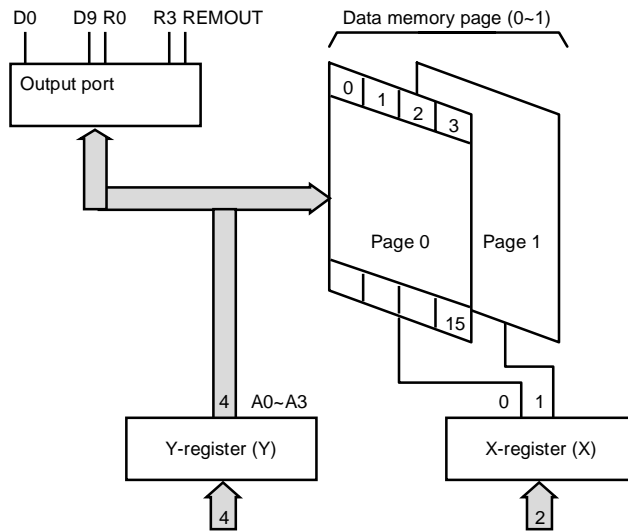 D0 D9 R0 R3 REMOUT
Data memory page (0~1)
Output port
0
1
2
3
Page 0
Page 1
15
4 A0~A3
0 1
Y-register (Y)
X-register (X)
4
2